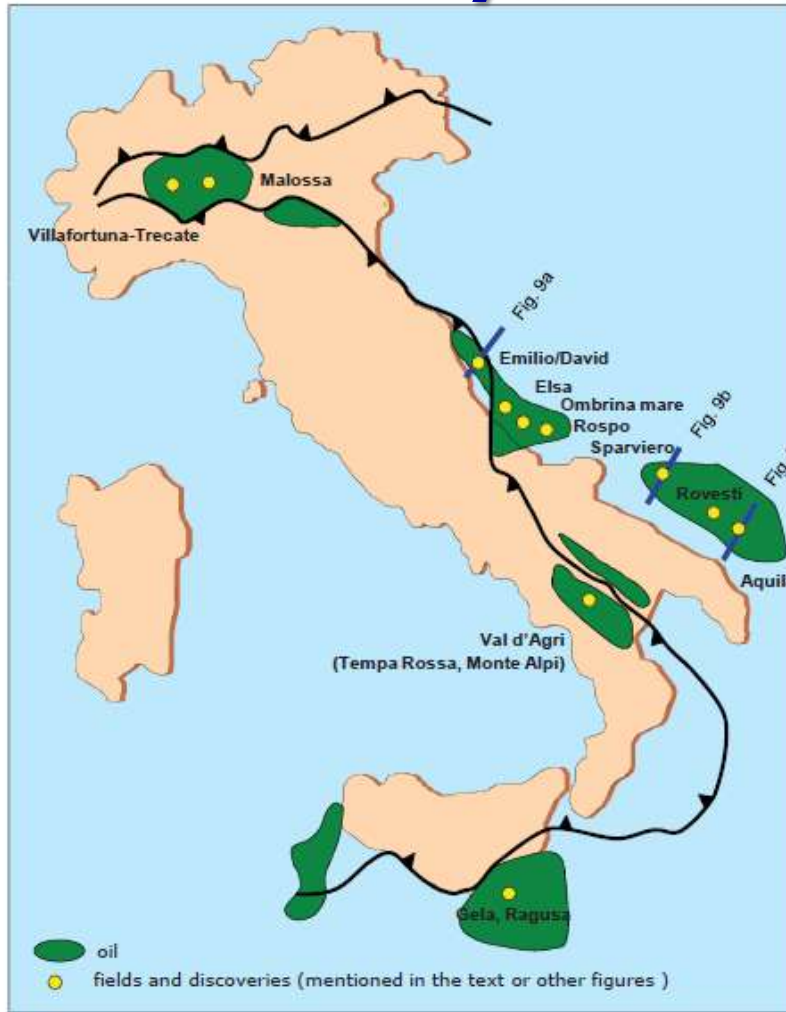 Malossa
Villafortuna-Trecate
Fig. 9a
Emilio/David
Elsa
Ombrina mare
Rospo
Sparviero
Fig. 9b
Rovesti
Val d'Agri
(Tempa Rossa, Monte Alpi)
Gela, Ragusa
oil
fields and discoveries (mentioned in the text or other figures )